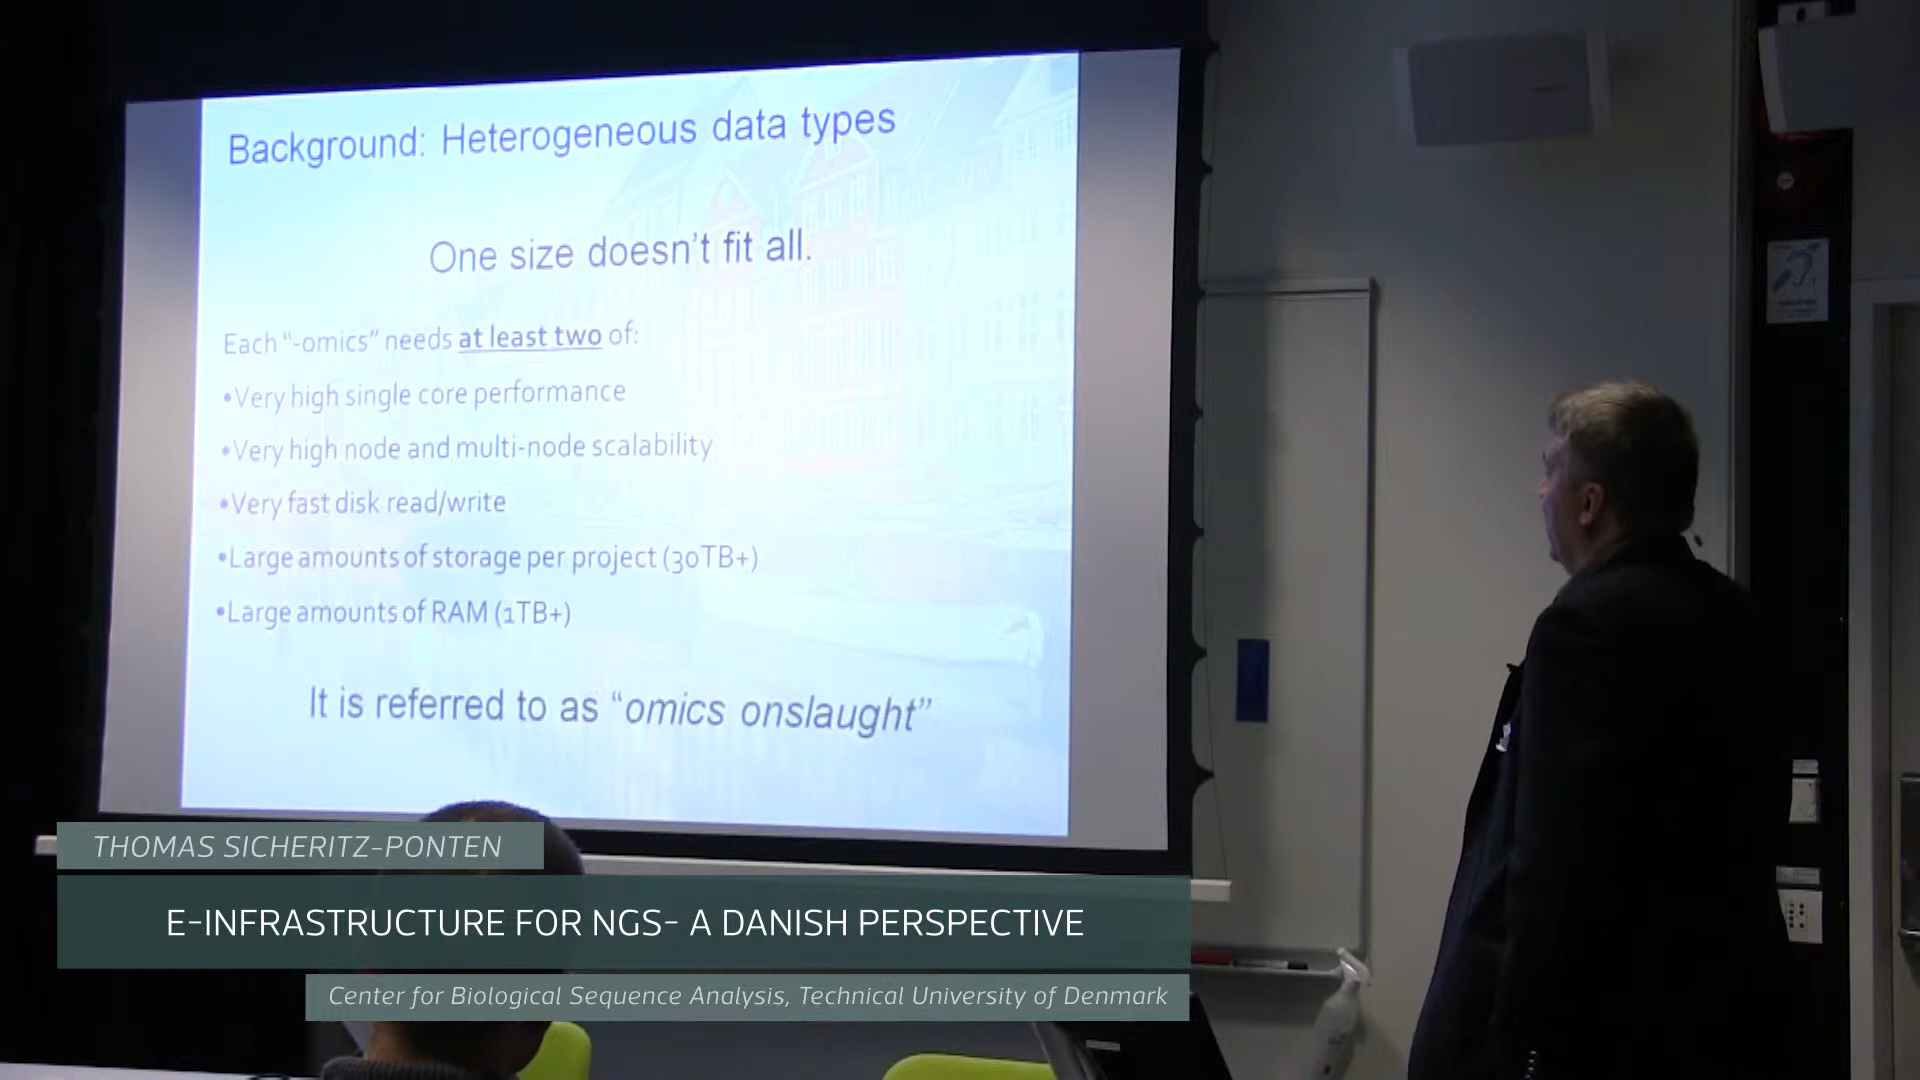 Background: Heterogeneous data types
One size doesn't fit all.
Each “-omics” needs at least two of:
•Very high single core performance
•Very high node and multi-node scalability
•Very fast disk read/write
•Large amounts of storage per project (30TB+)
•Large amounts of RAM (1TB+)
It is referred to as “omics onslaught”
THOMAS SICHERITZ-PONTEN
E-INFRASTRUCTURE FOR NGS- A DANISH PERSPECTIVE
Center for Biological Sequence Analysis, Technical University of Denmark